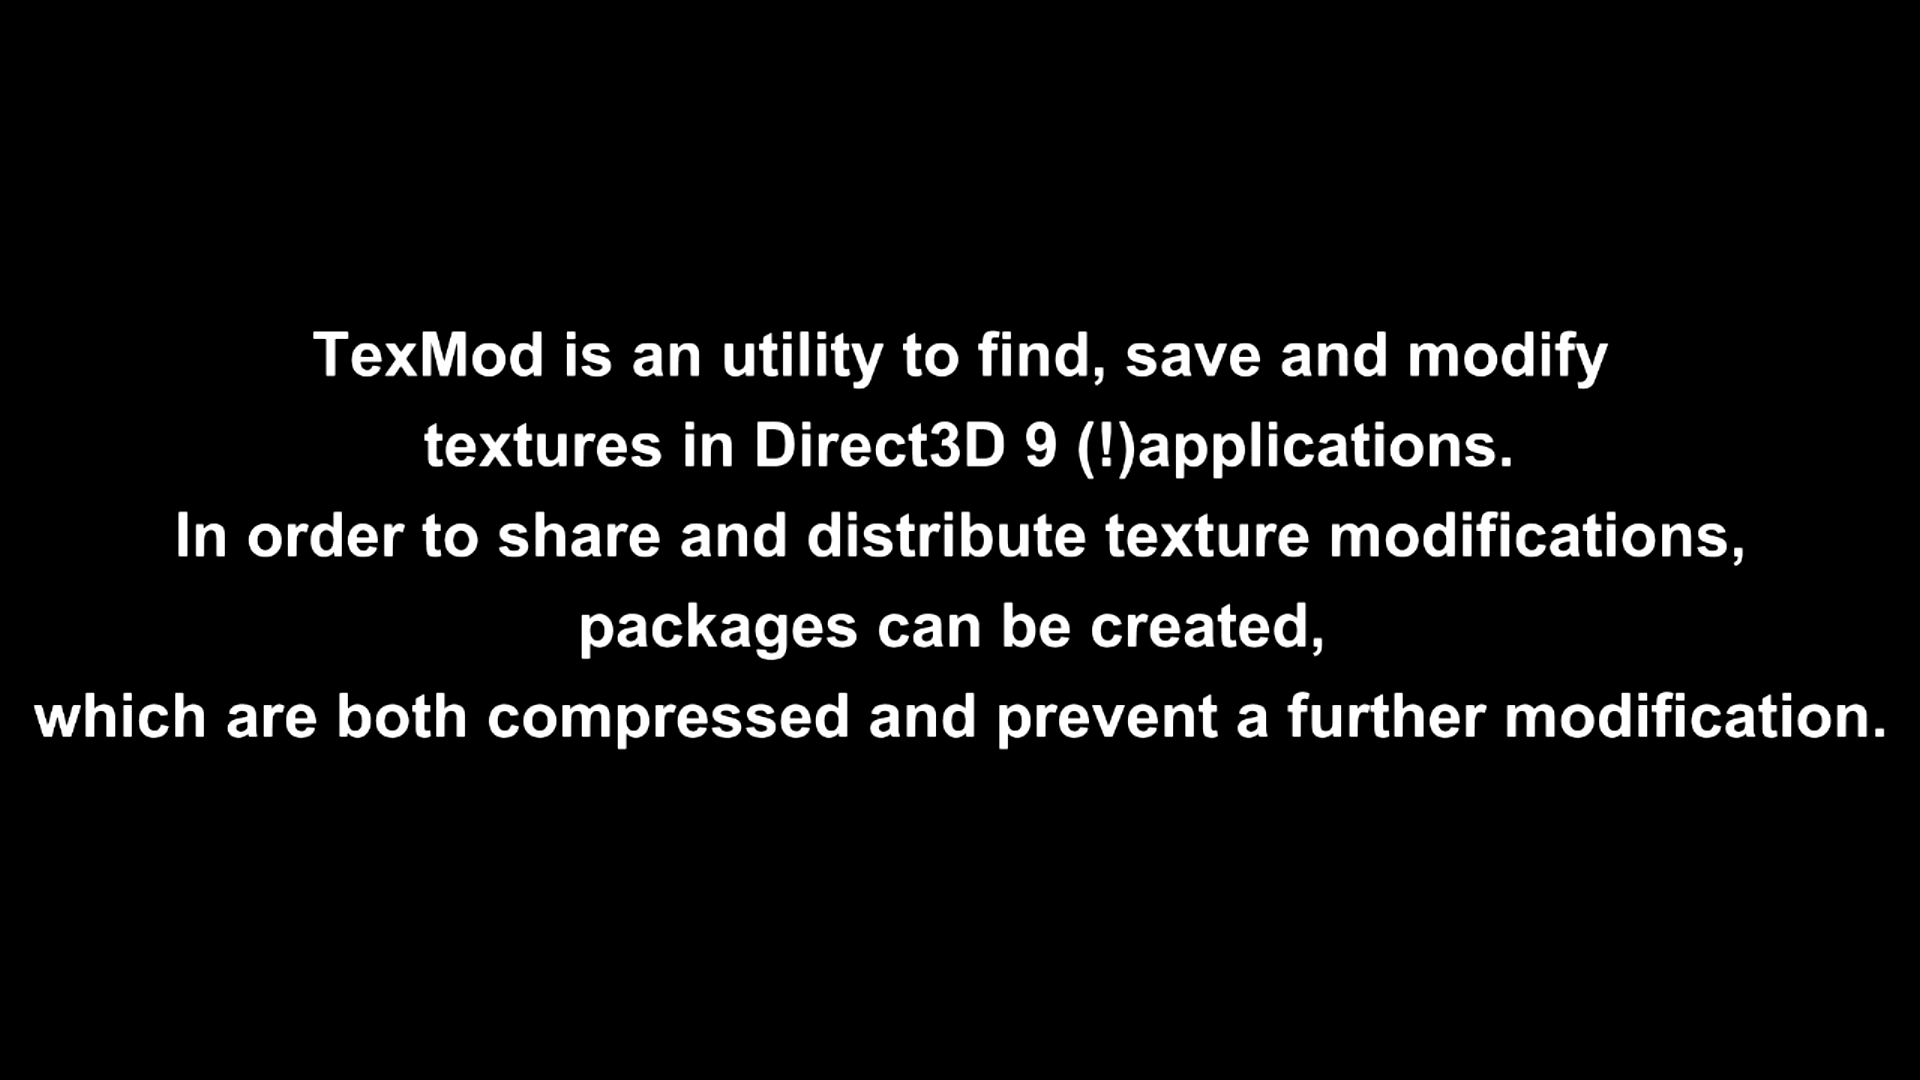 TexMod is an utility to find, save and modify
textures in Direct3D 9 (!)applications.
In order to share and distribute texture modifications,
packages can be created,
which are both compressed and prevent a further modification.